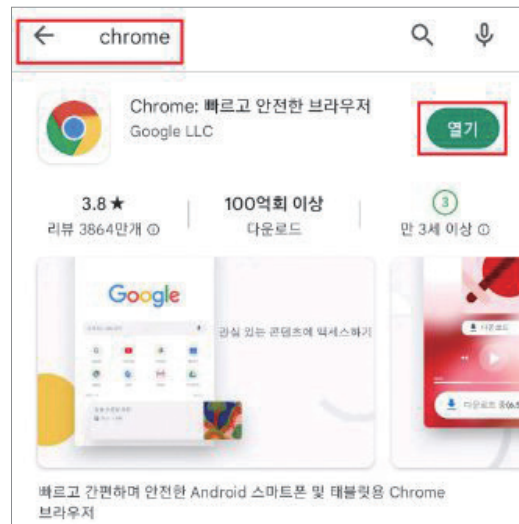 chrome
Chrome: 빠르고 안전한 브라우저
Google LLC
열기
3.8★
리뷰 3864만개
100억회 이상
다운로드
3
만 3세 이상
Google
관심 있는 콘텐츠에 액세스하기
다운로드
빠르고 간편하며 안전한 Android 스마트폰 및 태블릿용 Chrome
브라우저